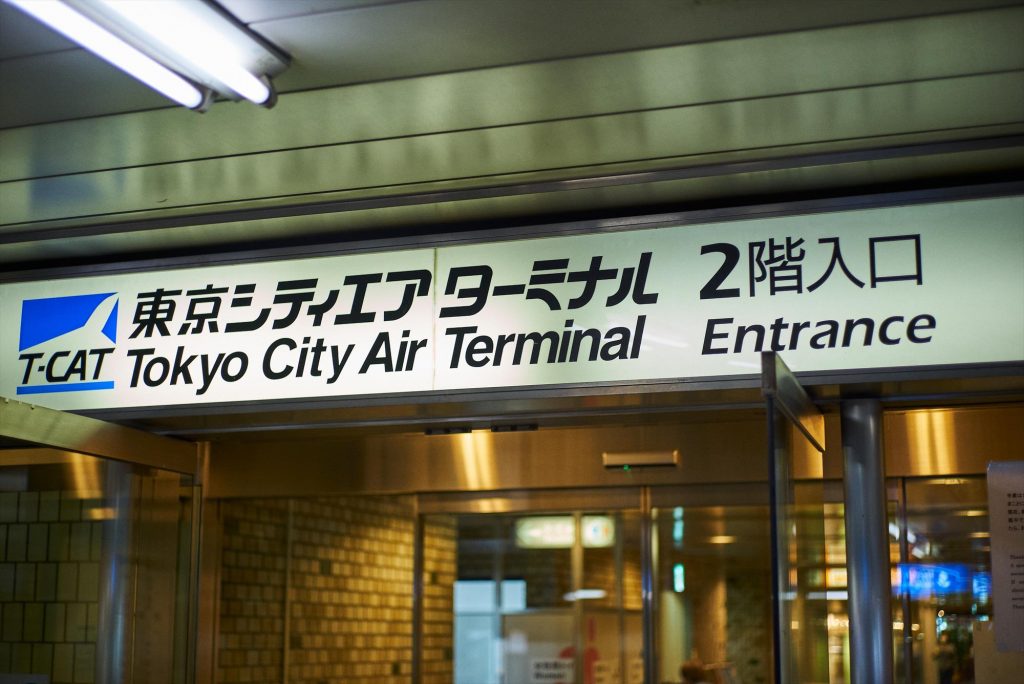 東京シティエアターミナル 2階入口
T-CAT Tokyo City Air Terminal Entrance